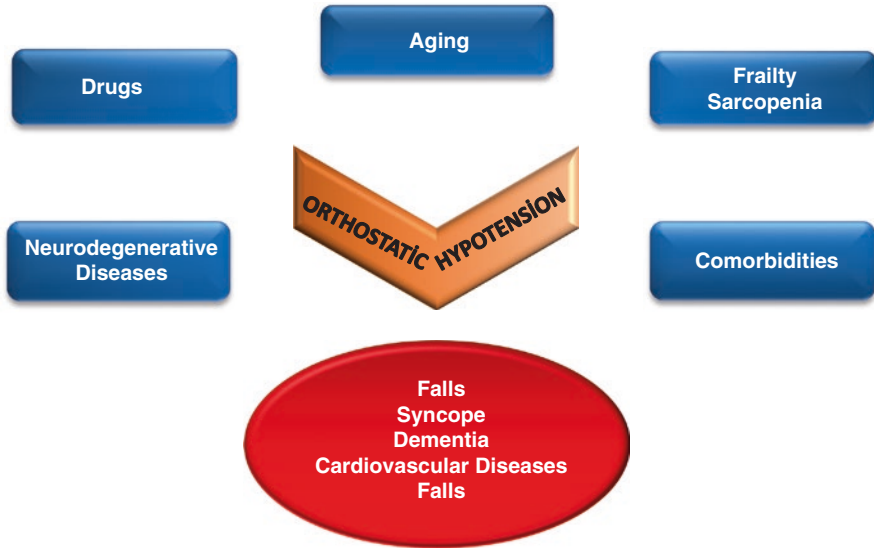 Aging
Drugs
Frailty
Sarcopenia
ORTHOSTATİC HYPOTENSİON
Neurodegenerative
Diseases
Comorbidities
Falls
Syncope
Dementia
Cardiovascular Diseases
Falls